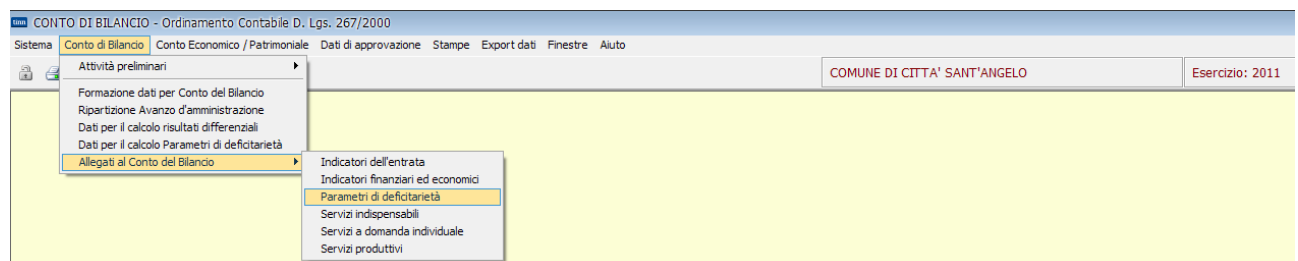 tinn CONTO DI BILANCIO - Ordinamento Contabile D. Lgs. 267/2000
Sistema Conto di Bilancio Conto Economico / Patrimoniale Dati di approvazione Stampe Export dati Finestre Aiuto
Attività preliminari
COMUNE DI CITTA' SANT'ANGELO Esercizio: 2011
Formazione dati per Conto del Bilancio
Ripartizione Avanzo d'amministrazione
Dati per il calcolo risultati differenziali
Dati per il calcolo Parametri di deficitarietà
Allegati al Conto del Bilancio
Indicatori dell'entrata
Indicatori finanziari ed economici
Parametri di deficitarietà
Servizi indispensabili
Servizi a domanda individuale
Servizi produttivi